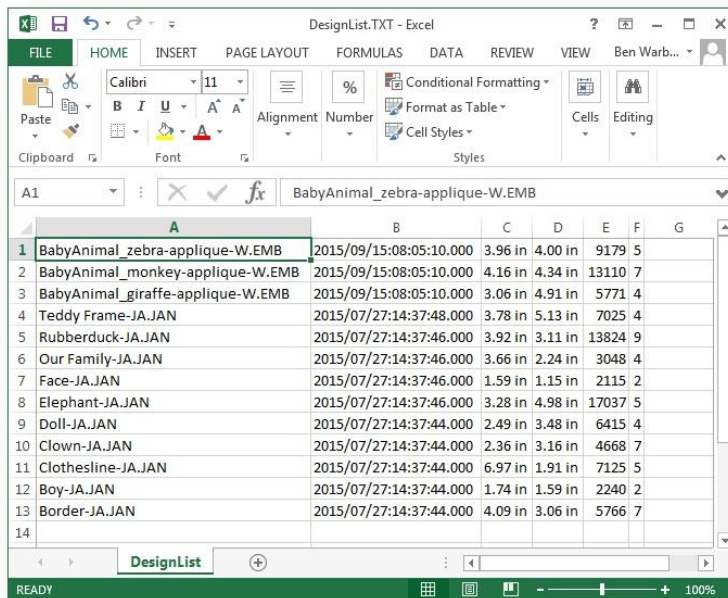 DesignList.TXT - Excel
?
FILE HOME INSERT PAGE LAYOUT FORMULAS DATA REVIEW VIEW Ben Warb...
Calibri 11
Conditional Formatting
Format as Table
Cell Styles
B I U A A
A
Paste
Alignment
%
Number
Cells
Editing
Clipboard Font Styles
A1 fx BabyAnimal_zebra-applique-W.EMB
A B C D E F G
1 BabyAnimal_zebra-applique-W.EMB 2015/09/15:08:05:10.000 3.96 in 4.00 in 9179 5
2 BabyAnimal_monkey-applique-W.EMB 2015/09/15:08:05:10.000 4.16 in 4.34 in 13110 7
3 BabyAnimal_giraffe-applique-W.EMB 2015/09/15:08:05:10.000 3.06 in 4.91 in 5771 4
4 Teddy Frame-JA.JAN 2015/07/27:14:37:48.000 3.78 in 5.13 in 7025 4
5 Rubberduck-JA.JAN 2015/07/27:14:37:46.000 3.92 in 3.11 in 13824 9
6 Our Family-JA.JAN 2015/07/27:14:37:46.000 3.66 in 2.24 in 3048 4
7 Face-JA.JAN 2015/07/27:14:37:46.000 1.59 in 1.15 in 2115 2
8 Elephant-JA.JAN 2015/07/27:14:37:46.000 3.28 in 4.98 in 17037 5
9 Doll-JA.JAN 2015/07/27:14:37:44.000 2.49 in 3.48 in 6415 4
10 Clown-JA.JAN 2015/07/27:14:37:44.000 2.36 in 3.16 in 4668 7
11 Clothesline-JA.JAN 2015/07/27:14:37:44.000 6.97 in 1.91 in 7125 5
12 Boy-JA.JAN 2015/07/27:14:37:44.000 1.74 in 1.59 in 2240 2
13 Border-JA.JAN 2015/07/27:14:37:44.000 4.09 in 3.06 in 5766 7
14
DesignList
READY 100%